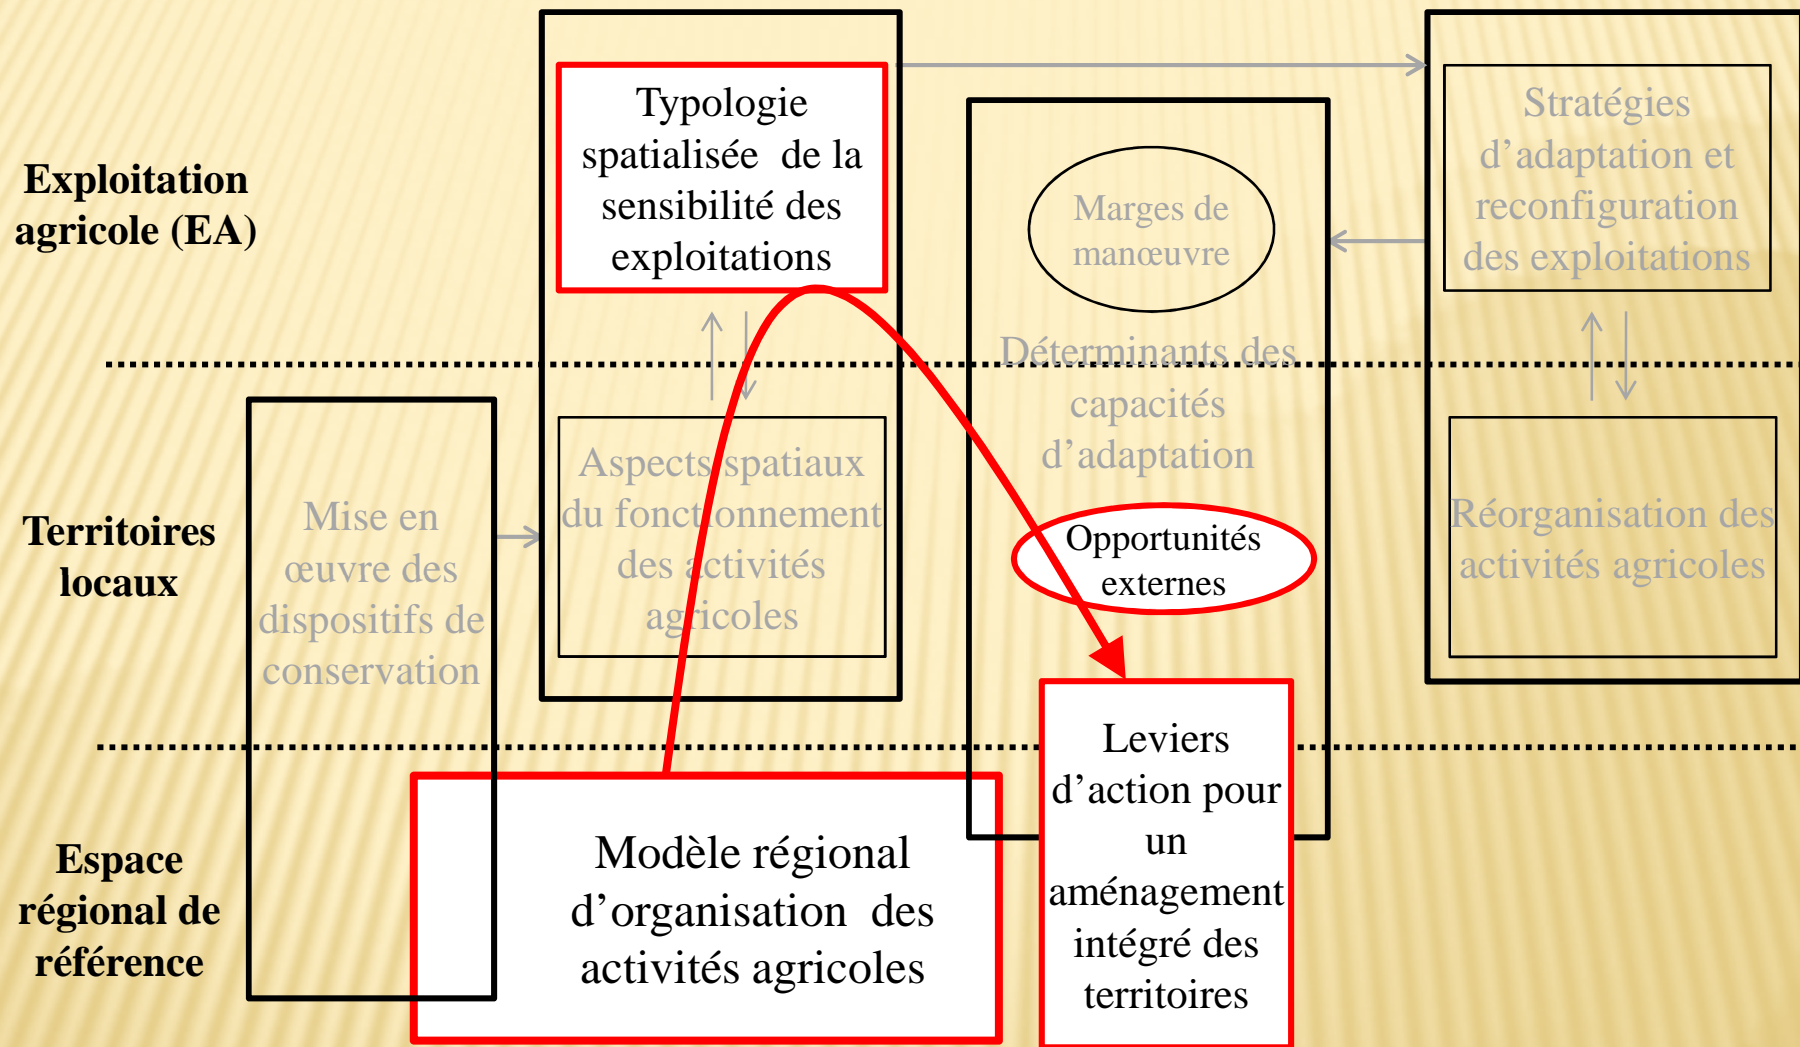 Exploitation
agricole (EA)
Typologie
spatialisée de la
sensibilité des
exploitations
Marges de
manœuvre
Stratégies
d’adaptation et
reconfiguration
des exploitations
Déterminants des
capacités
d’adaptation
Territoires
locaux
Mise en
œuvre des
dispositifs de
conservation
Aspects spatiaux
du fonctionnement
des activités
agricoles
Opportunités
externes
Réorganisation des
activités agricoles
Espace
régional de
référence
Modèle régional
d’organisation des
activités agricoles
Leviers
d’action pour
un
aménagement
intégré des
territoires